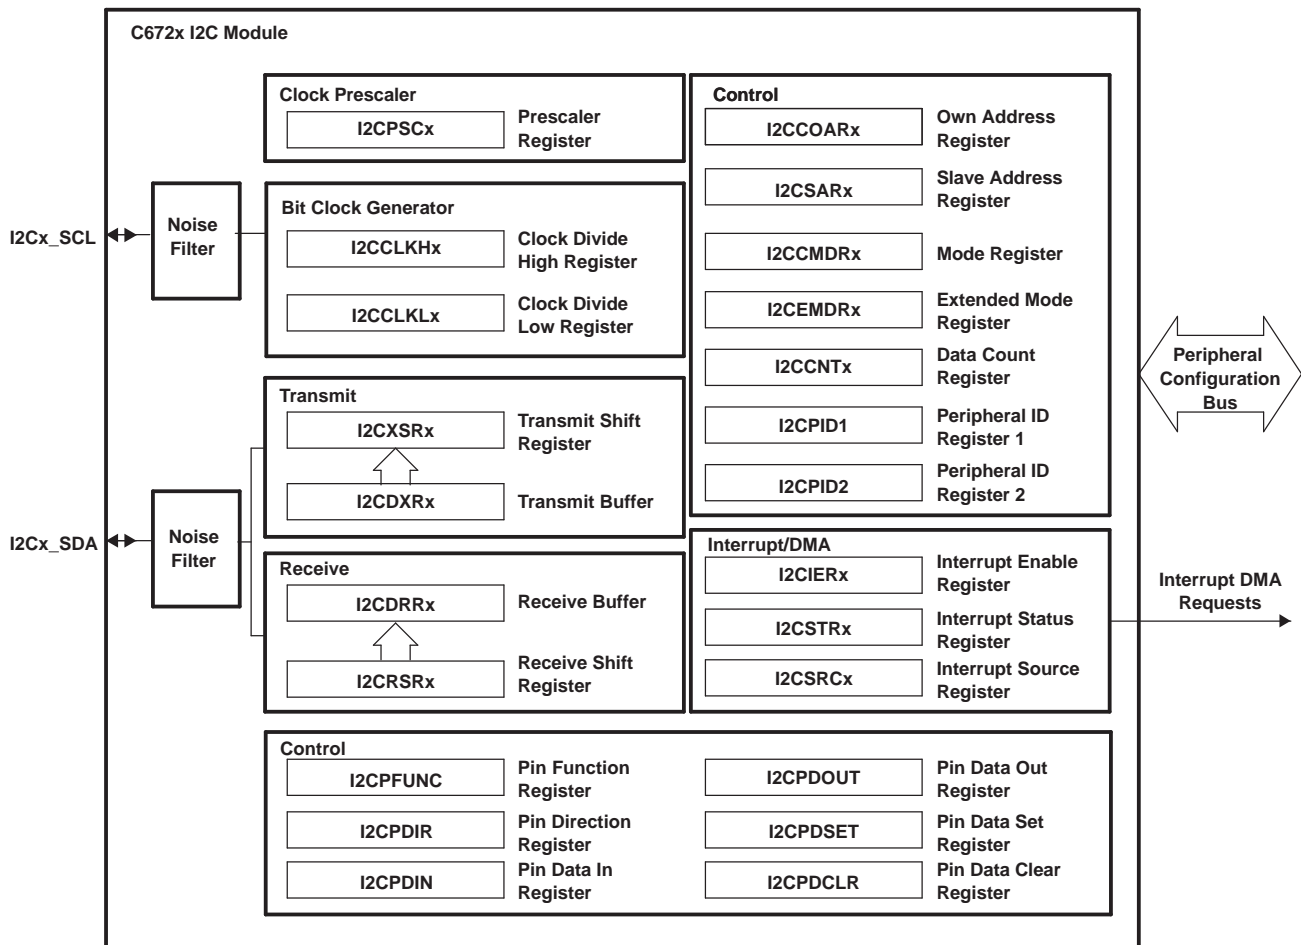 C672x I2C Module
Clock Prescaler
I2CPSCx
Prescaler
Register
Control
I2CCOARx
Own Address
Register
I2CSARx
Slave Address
Register
I2CCMDRx
Mode Register
I2CEMDRx
Extended Mode
Register
I2CCNTx
Data Count
Register
I2CPID1
Peripheral ID
Register 1
I2CPID2
Peripheral ID
Register 2
I2Cx_SCL
Noise
Filter
Bit Clock Generator
I2CCLKHx
Clock Divide
High Register
I2CCLKLx
Clock Divide
Low Register
Peripheral
Configuration
Bus
Transmit
I2CXSRx
Transmit Shift
Register
I2CDXRx
Transmit Buffer
I2Cx_SDA
Noise
Filter
Receive
I2CDRRx
Receive Buffer
I2CRSRx
Receive Shift
Register
Interrupt/DMA
I2CIERx
Interrupt Enable
Register
I2CSTRx
Interrupt Status
Register
I2CSRCx
Interrupt Source
Register
Interrupt DMA
Requests
Control
I2CPFUNC
Pin Function
Register
I2CPDIR
Pin Direction
Register
I2CPDIN
Pin Data In
Register
I2CPDOUT
Pin Data Out
Register
I2CPDSET
Pin Data Set
Register
I2CPDCLR
Pin Data Clear
Register